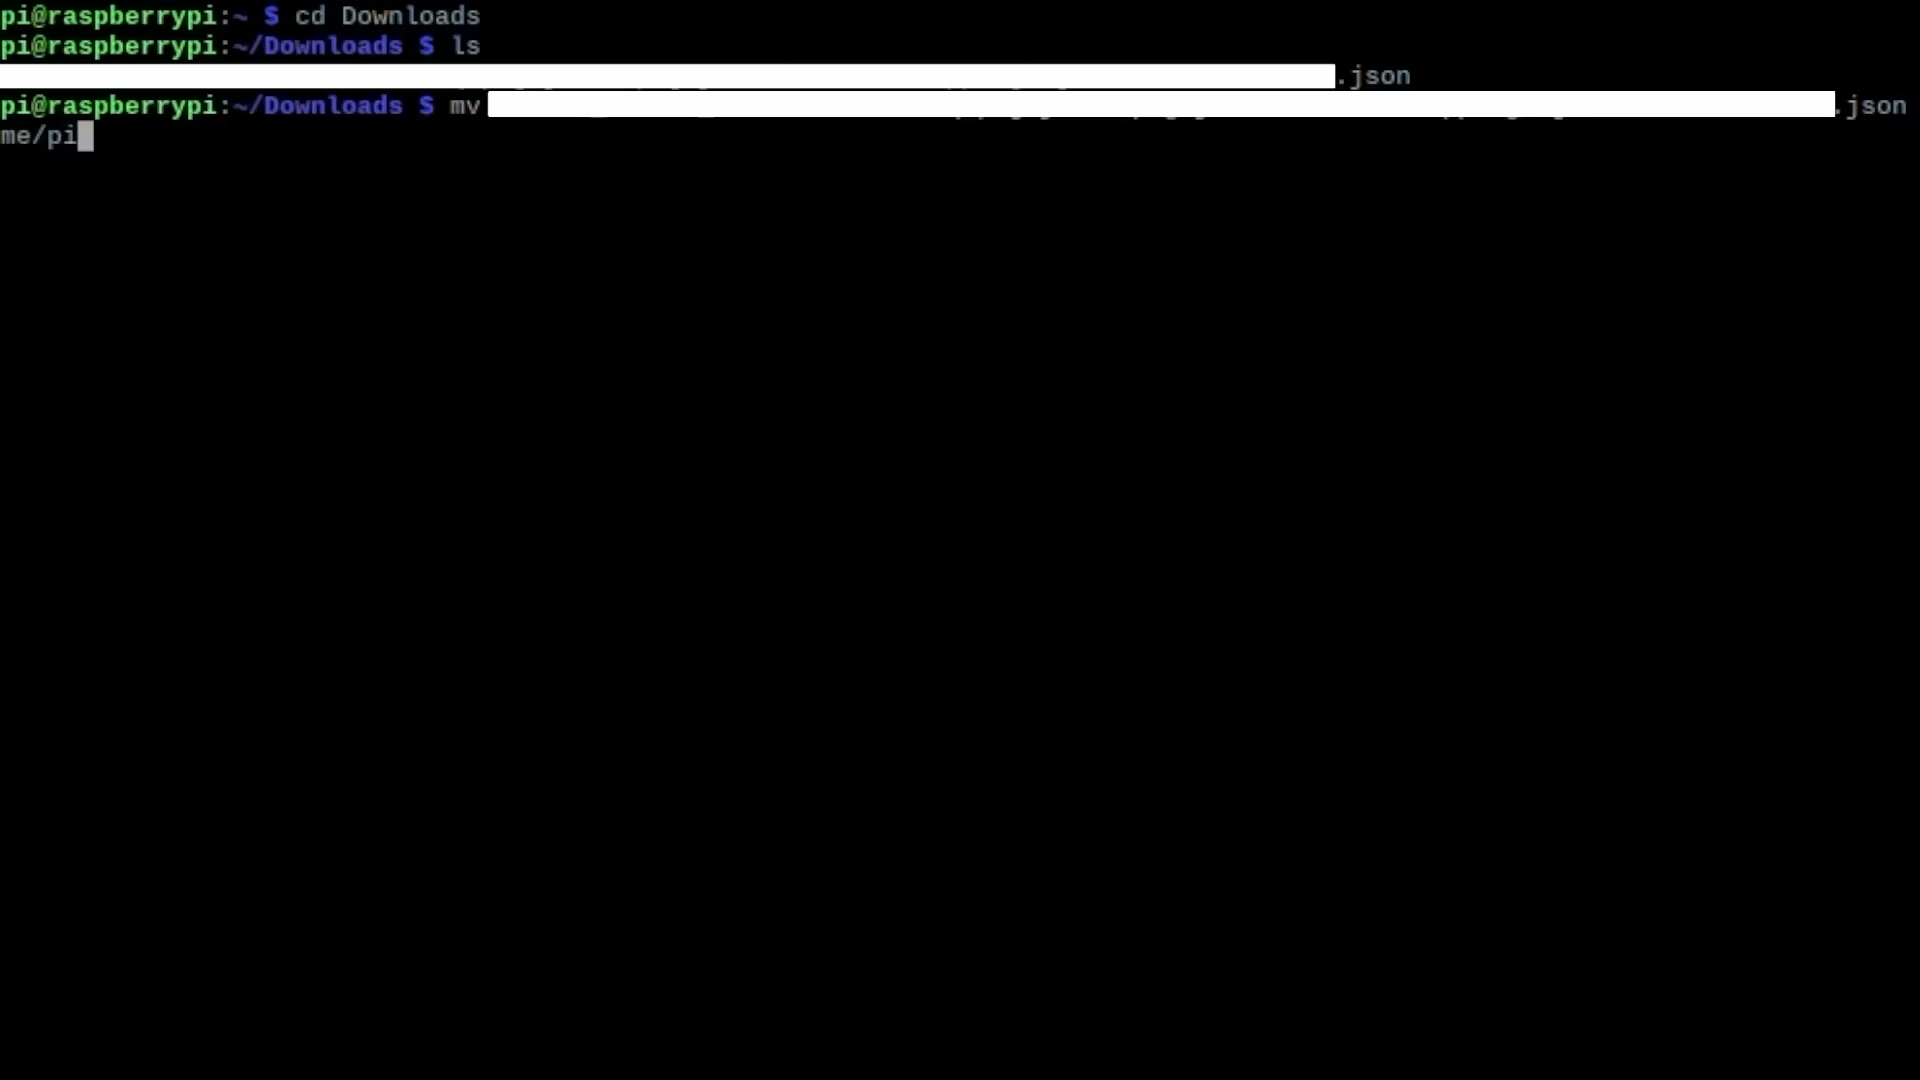 pi@raspberrypi:~ $ cd Downloads
pi@raspberrypi:~/Downloads $ ls
.json
pi@raspberrypi:~/Downloads $ mv .json
me/pi